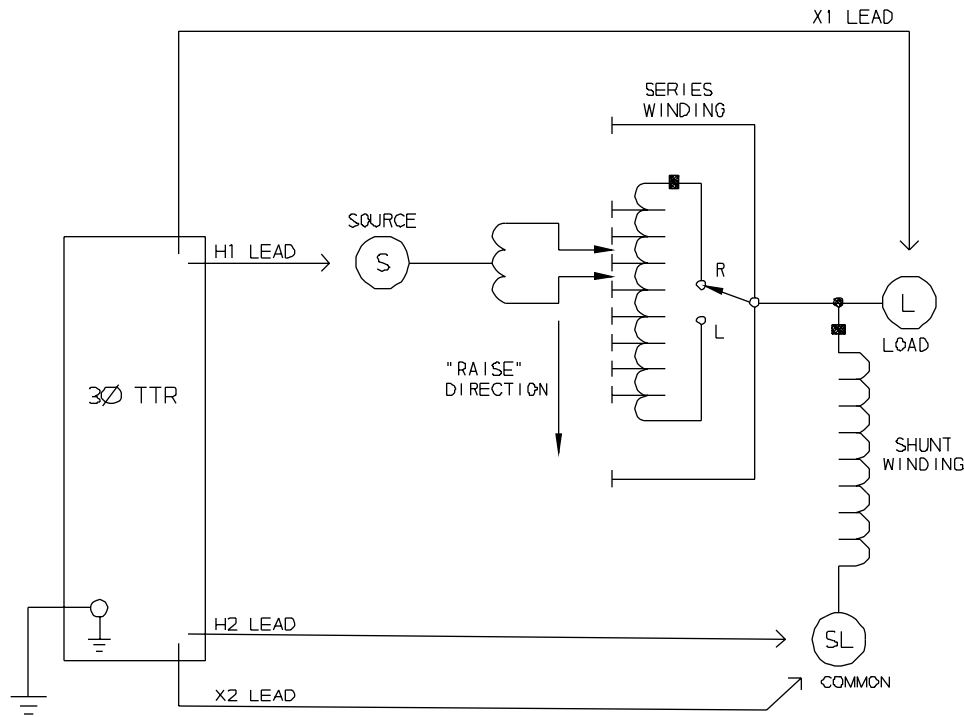 X1 LEAD
SERIES
WINDING
SOURCE
H1 LEAD
S
R
L
L
LOAD
"RAISE"
DIRECTION
3Ø TTR
SHUNT
WINDING
H2 LEAD
SL
X2 LEAD
COMMON